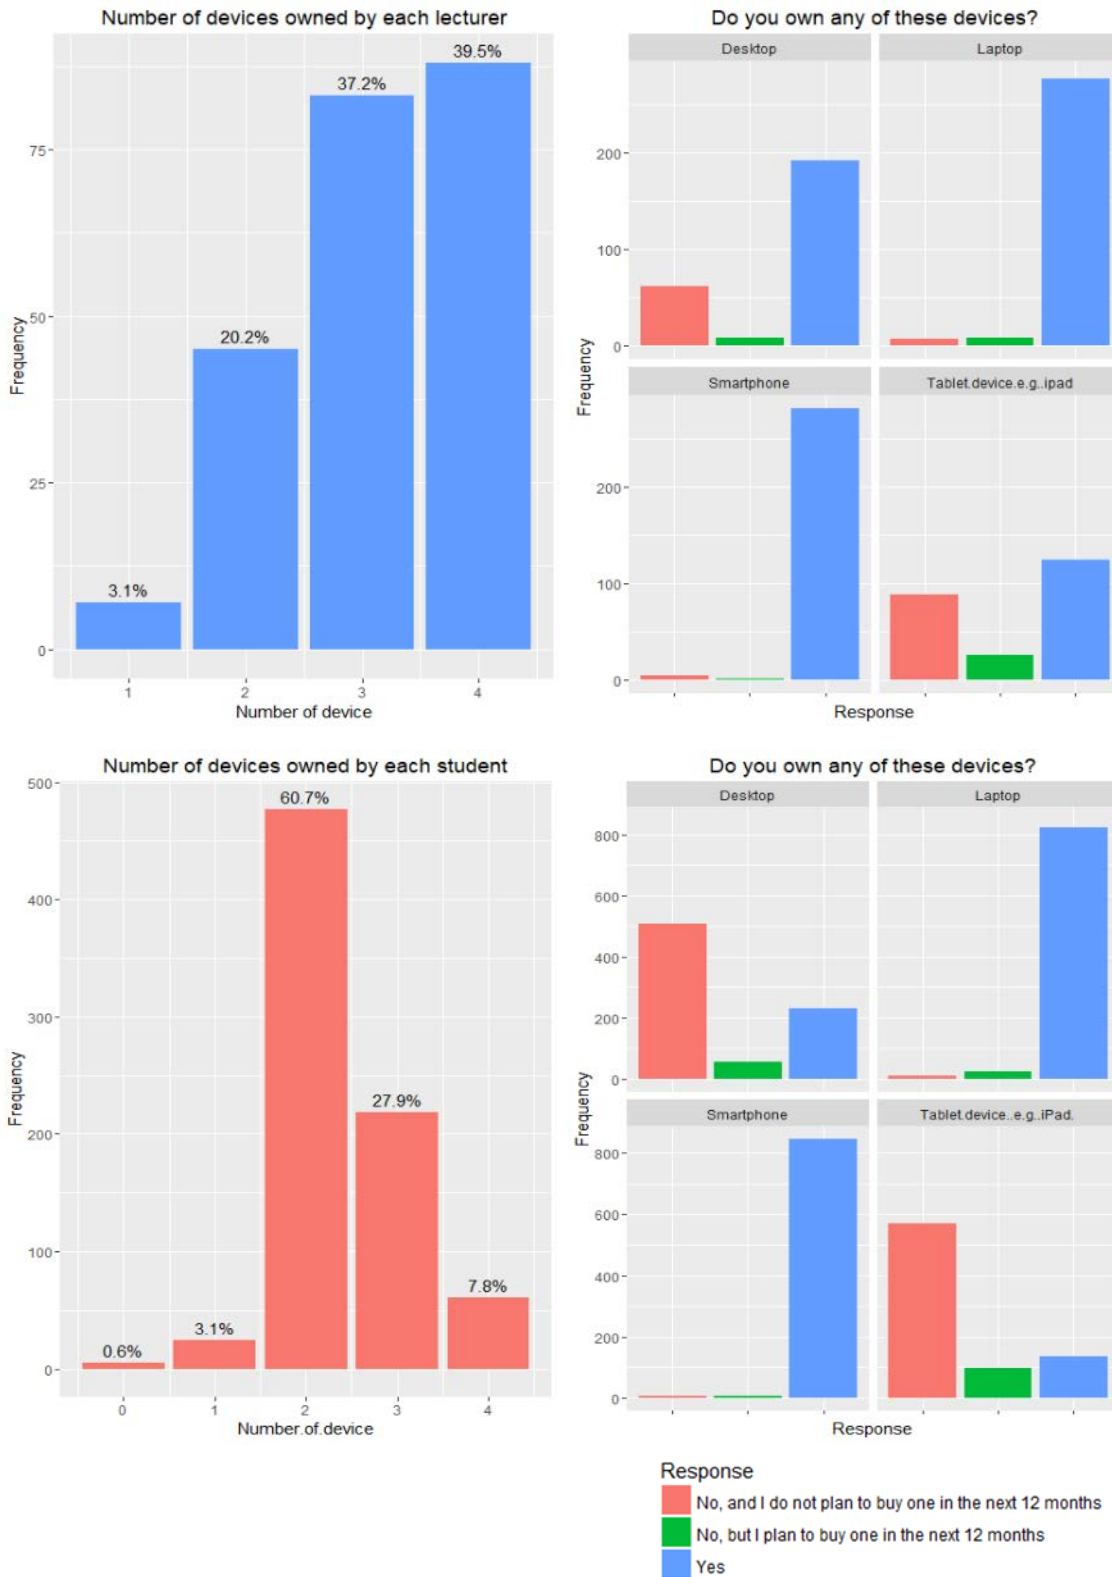 Number of devices owned by each lecturer
39.5%
37.2%
20.2%
3.1%
75
50
25
0
Frequency
1 2 3 4
Number of device
Do you own any of these devices?
Desktop Laptop
200
100
0
Smartphone Tablet.device.e.g..ipad
200
100
0
Frequency
Response
Number of devices owned by each student
60.7%
27.9%
7.8%
3.1%
0.6%
500
400
300
200
100
0
Frequency
0 1 2 3 4
Number.of.device
Do you own any of these devices?
Desktop Laptop
800
600
400
200
0
Smartphone Tablet.device..e.g..iPad.
800
600
400
200
0
Frequency
Response
Response
No, and I do not plan to buy one in the next 12 months
No, but I plan to buy one in the next 12 months
Yes